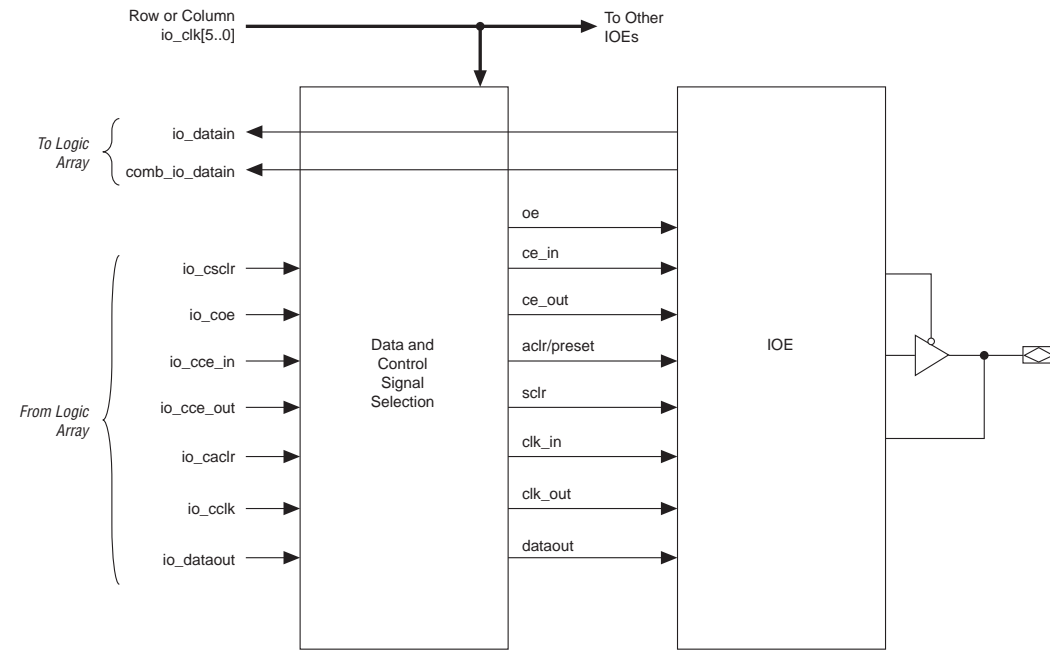 Row or Column
io_clk[5..0]
To Other
IOEs
To Logic
Array
io_datain
comb_io_datain
oe
ce_in
ce_out
aclr/preset
sclr
clk_in
clk_out
dataout
From Logic
Array
io_csclr
io_coe
io_cce_in
io_cce_out
io_caclr
io_cclk
io_dataout
Data and
Control
Signal
Selection
IOE